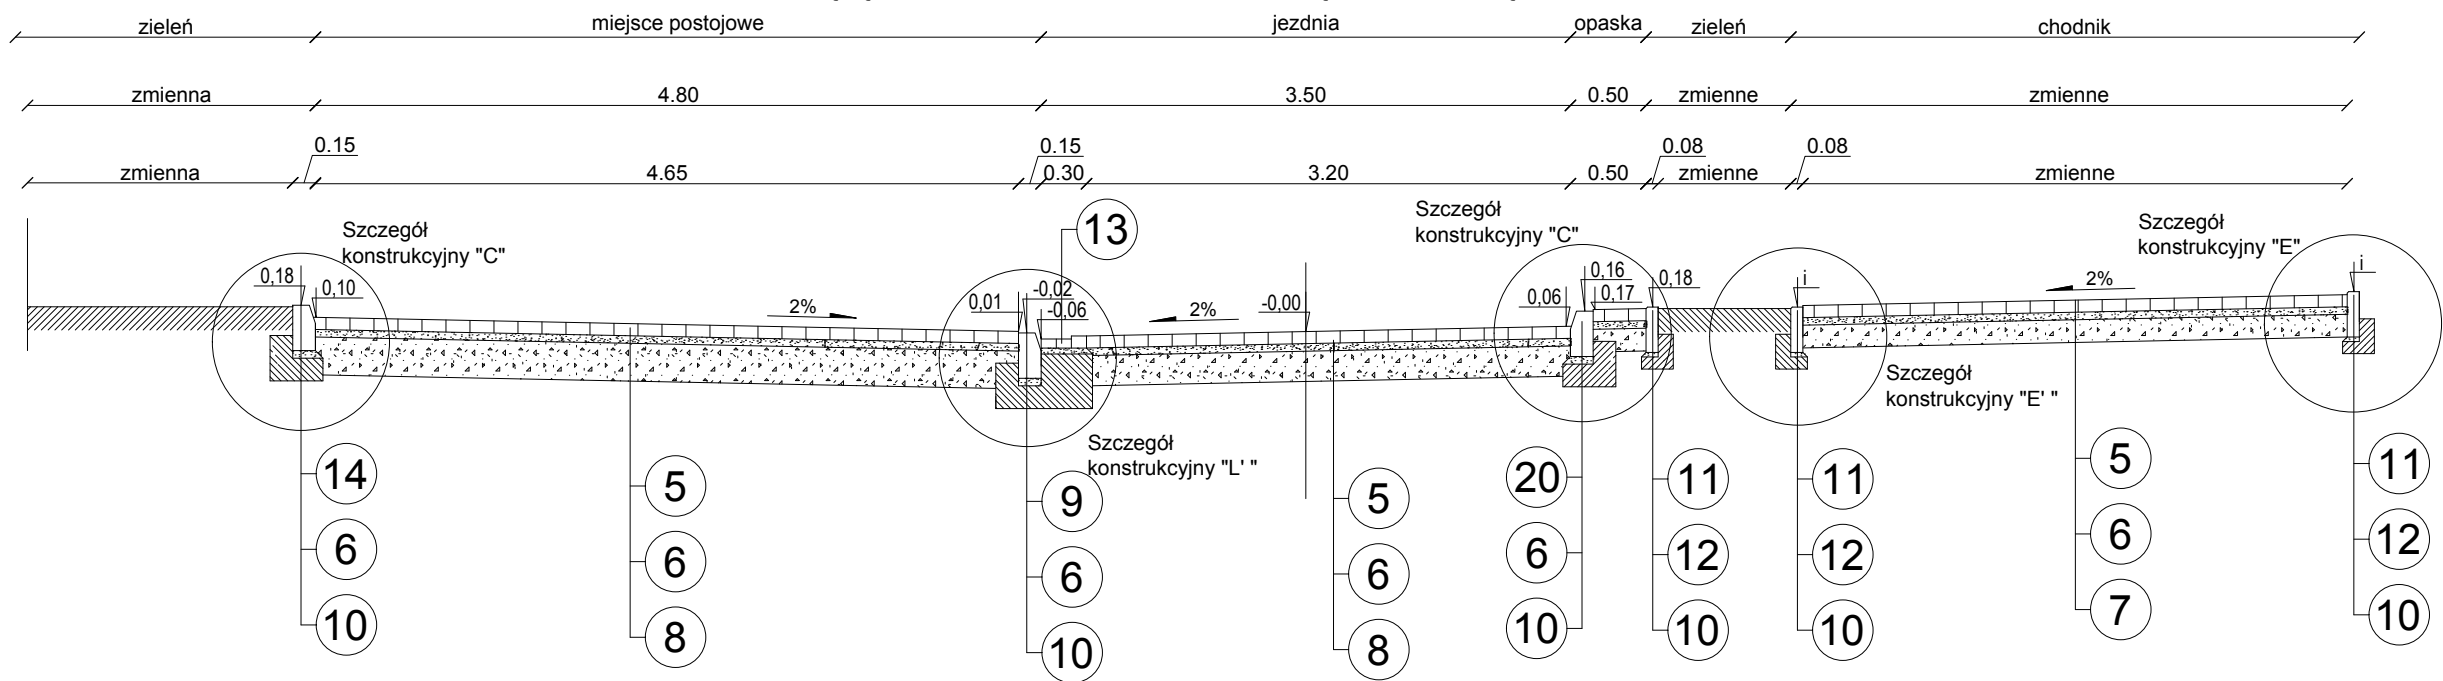 zieleń
miejsce postojowe
jezdnia
opaska
zieleń
chodnik
zmienna
4.80
3.50
0.50
zmienne
zmienne
0.15
0.15
0.08
0.08
zmienna
4.65
0.30
3.20
0.50
zmienne
zmienne
Szczegół
konstrukcyjny "C"
13
Szczegół
konstrukcyjny "C"
Szczegół
konstrukcyjny "E"
0,18
0,10
2%
0,01
-0,02
-0,06
2%
-0,00
0,06
0,16
0,17
0,18
i
2%
i
Szczegół
konstrukcyjny "L' "
Szczegół
konstrukcyjny "E' "
14
6
10
5
6
8
9
6
10
5
6
8
20
6
10
11
12
10
11
12
10
5
6
7
11
12
10